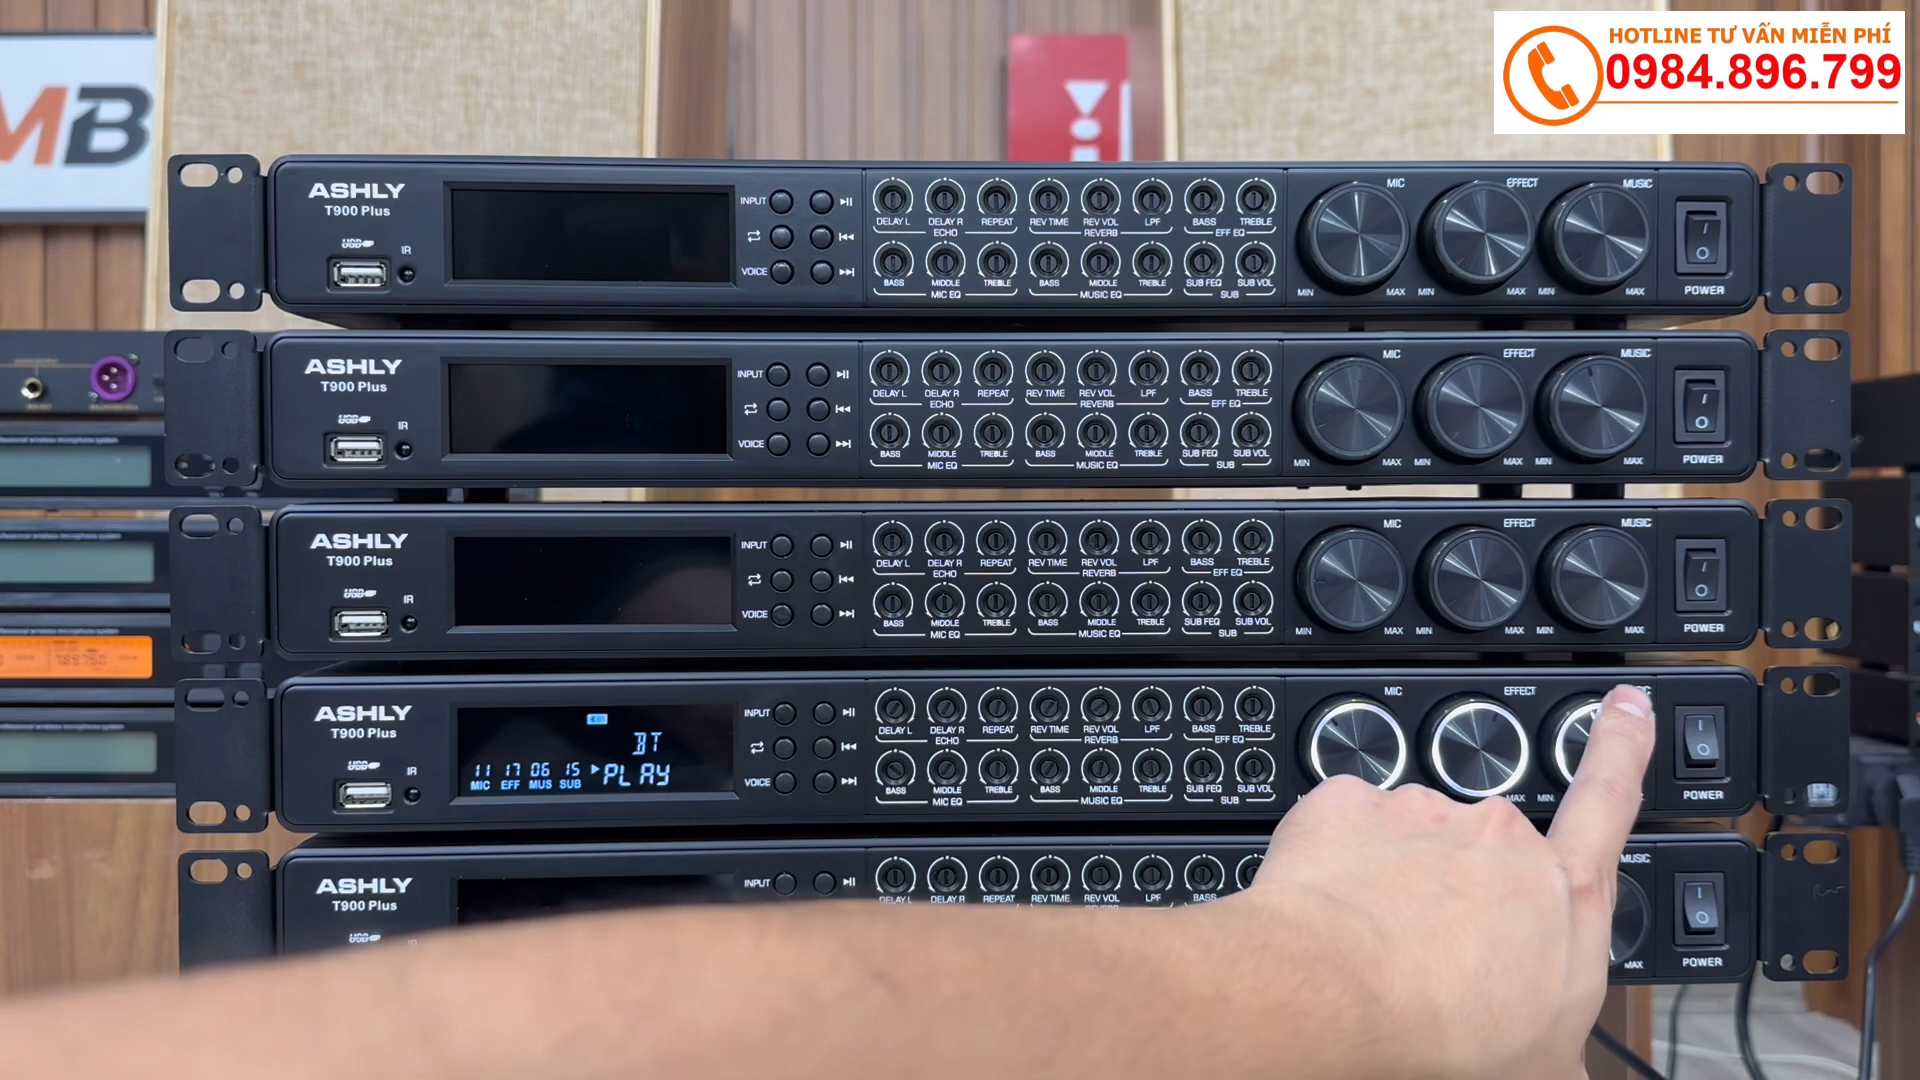 HOTLINE TƯ VẤN MIỄN PHÍ
0984.896.799
MB
ASHLY
T900 Plus
USB
IR
INPUT
VOICE
DELAY L DELAY R REPEAT REV TIME REV VOL LPF BASS TREBLE
ECHO REVERB EFF EQ
BASS MIDDLE TREBLE BASS MIDDLE TREBLE SUB FEQ SUB VOL
MIC EQ MUSIC EQ SUB
MIC EFFECT MUSIC
MIN MAX MIN MAX MIN MAX
POWER
ASHLY
T900 Plus
USB
IR
INPUT
VOICE
DELAY L DELAY R REPEAT REV TIME REV VOL LPF BASS TREBLE
ECHO REVERB EFF EQ
BASS MIDDLE TREBLE BASS MIDDLE TREBLE SUB FEQ SUB VOL
MIC EQ MUSIC EQ SUB
MIC EFFECT MUSIC
MIN MAX MIN MAX MIN MAX
POWER
ASHLY
T900 Plus
USB
IR
INPUT
VOICE
DELAY L DELAY R REPEAT REV TIME REV VOL LPF BASS TREBLE
ECHO REVERB EFF EQ
BASS MIDDLE TREBLE BASS MIDDLE TREBLE SUB FEQ SUB VOL
MIC EQ MUSIC EQ SUB
MIC EFFECT MUSIC
MIN MAX MIN MAX MIN MAX
POWER
ASHLY
T900 Plus
USB
IR
BT
11 17 06 15 PLAY
MIC EFF MUS SUB
INPUT
VOICE
DELAY L DELAY R REPEAT REV TIME REV VOL LPF BASS TREBLE
ECHO REVERB EFF EQ
BASS MIDDLE TREBLE BASS MIDDLE TREBLE SUB FEQ SUB VOL
MIC EQ MUSIC EQ SUB
MIC EFFECT
MAX MIN
POWER
ASHLY
T900 Plus
USB
INPUT
DELAY L DELAY R REPEAT REV TIME REV VOL LPF BASS
MUSIC
MAX
POWER